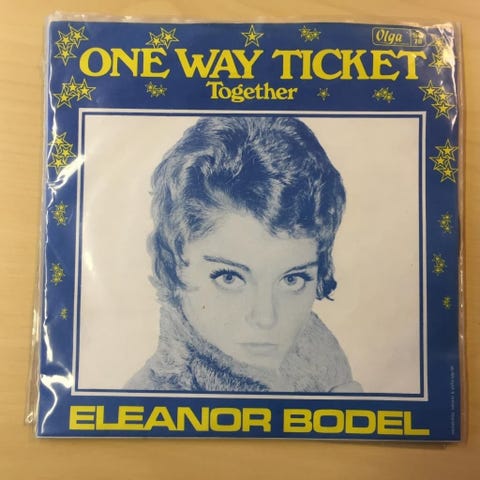 Olga
ONE WAY TICKET
Together
ELEANOR BODEL